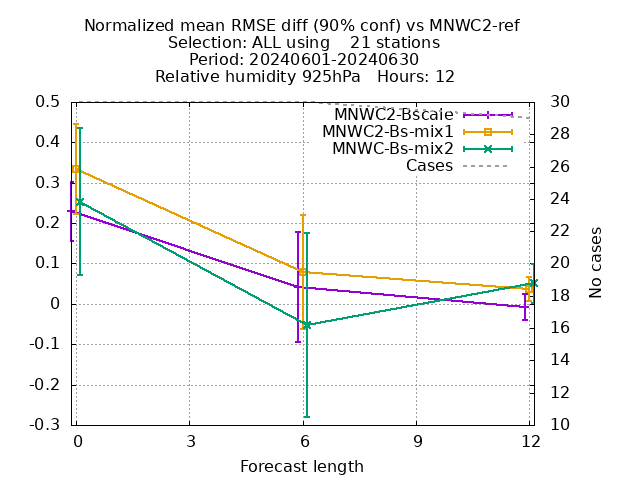 Normalized mean RMSE diff (90% conf) vs MNWC2-ref
Selection: ALL using    21 stations
Period: 20240601-20240630
Relative humidity 925hPa   Hours: 12
MNWC2-Bscale
MNWC2-Bs-mix1
MNWC-Bs-mix2
Cases
0.5
0.4
0.3
0.2
0.1
0
-0.1
-0.2
-0.3
30
28
26
24
22
20
18
16
14
12
10
No cases
0
3
6
9
12
Forecast length